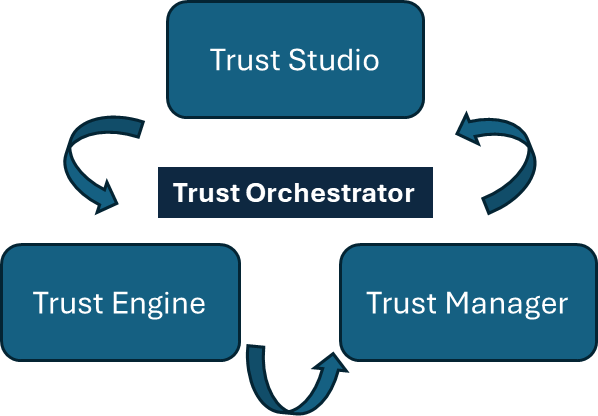 Trust Studio
Trust Orchestrator
Trust Engine
Trust Manager